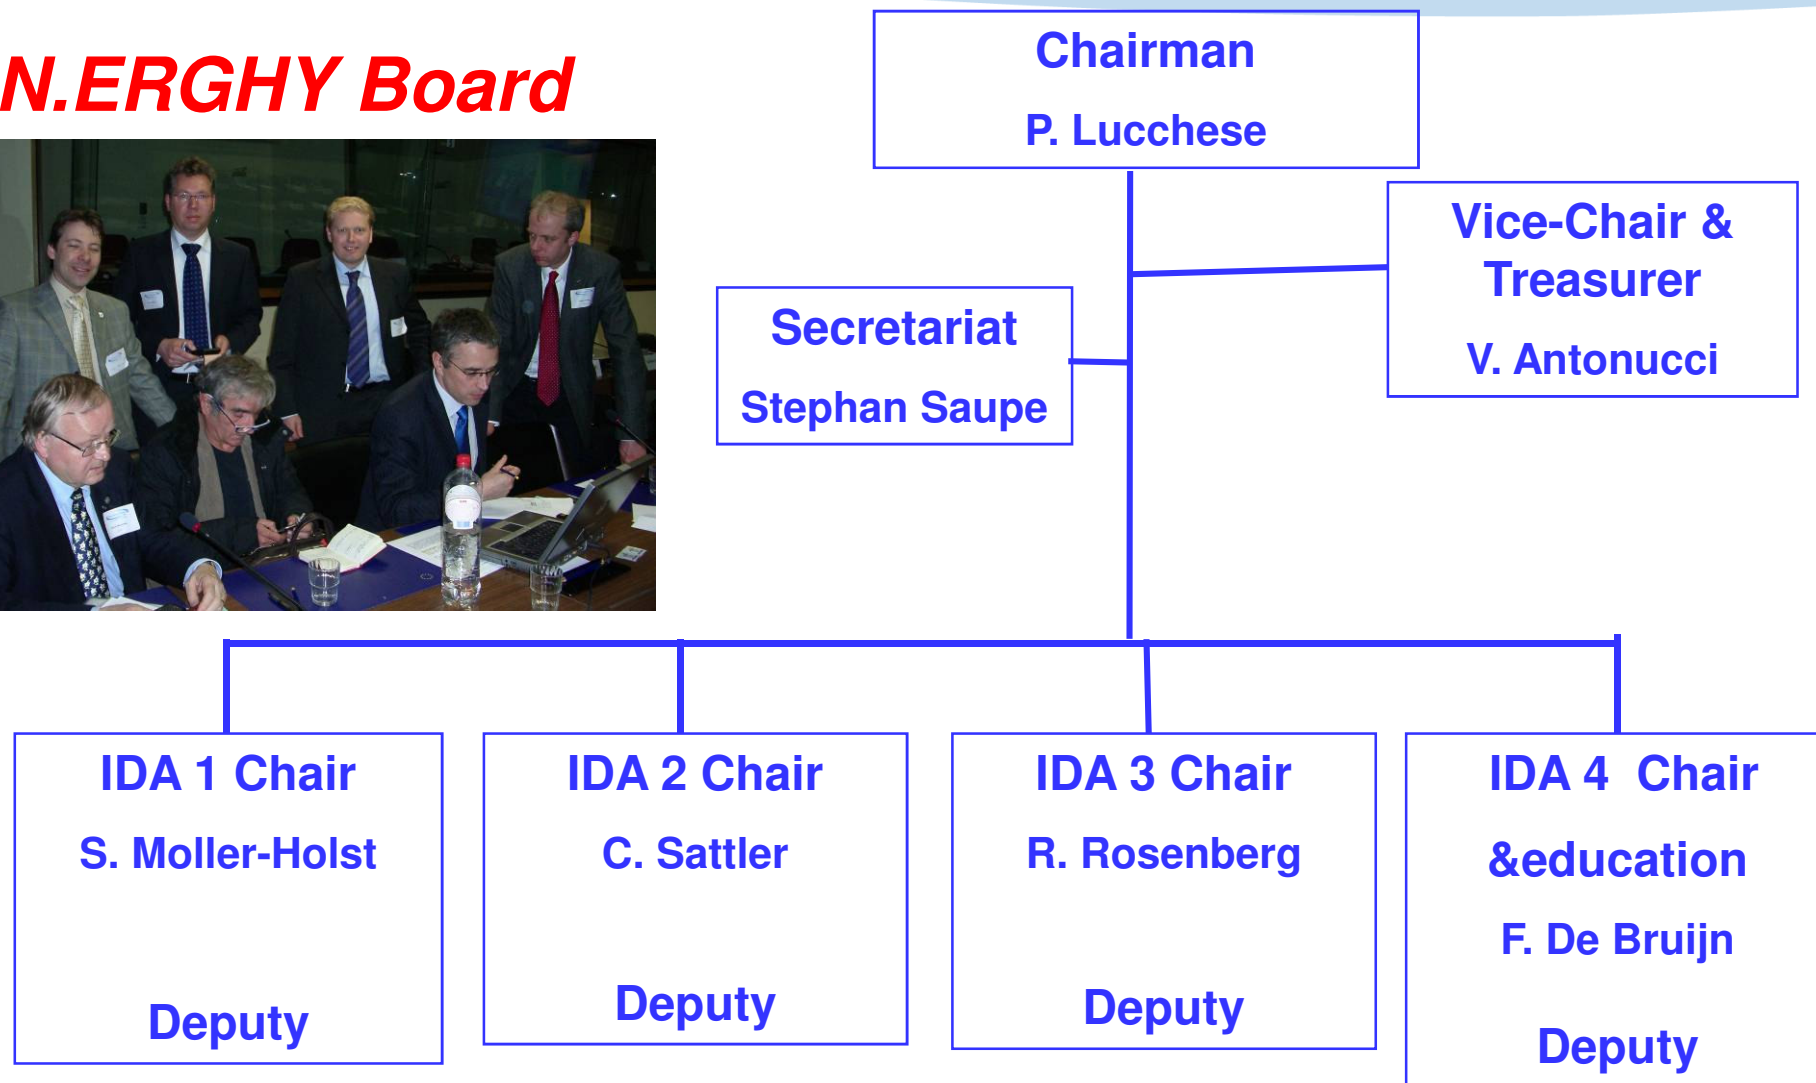 N.ERGHY Board
Chairman
P. Lucchese
Vice-Chair &
Treasurer
V. Antonucci
Secretariat
Stephan Saupe
IDA 1 Chair
S. Moller-Holst
Deputy
IDA 2 Chair
C. Sattler
Deputy
IDA 3 Chair
R. Rosenberg
Deputy
IDA 4  Chair
&education
F. De Bruijn
Deputy